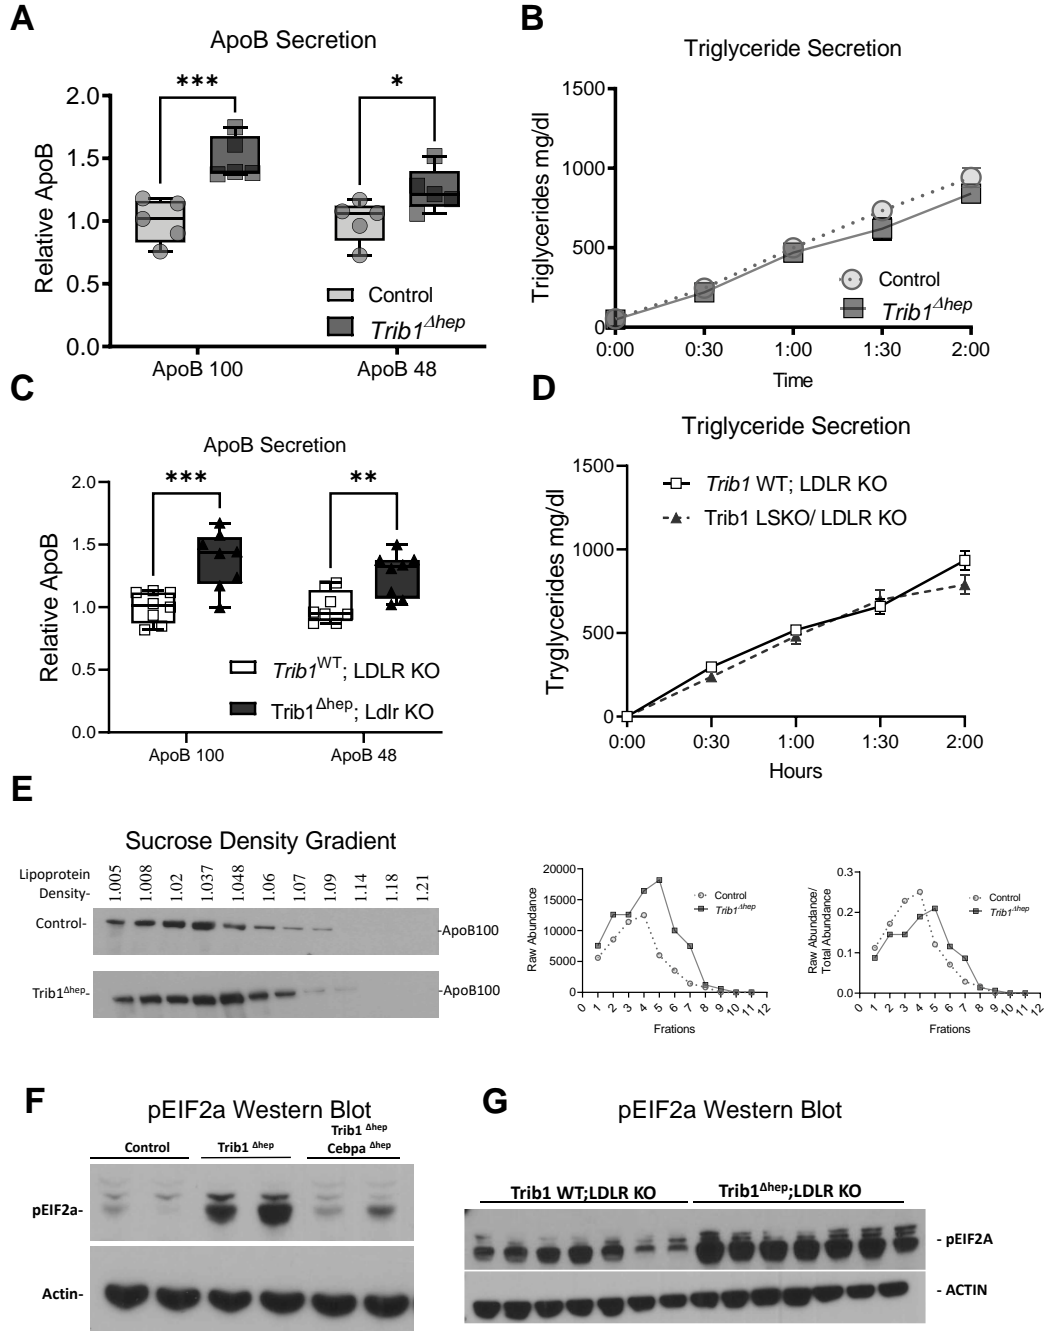 A
ApoB Secretion
***
*
2.0
1.5
1.0
0.5
0.0
Relative ApoB
Control
Trib1Δhep
ApoB 100
ApoB 48
B
Triglyceride Secretion
1500
1000
500
0
Triglycerides mg/dl
Control
Trib1Δhep
0:00
0:30
1:00
1:30
2:00
Time
C
ApoB Secretion
***
**
2.0
1.5
1.0
0.5
0.0
Relative ApoB
Trib1WT; LDLR KO
Trib1Δhep; Ldlr KO
ApoB 100
ApoB 48
D
Triglyceride Secretion
1500
1000
500
0
Tryglycerides mg/dl
Trib1 WT; LDLR KO
Trib1 LSKO/ LDLR KO
0:00
0:30
1:00
1:30
2:00
Hours
E
Sucrose Density Gradient
Lipoprotein
Density-
1.005
1.008
1.02
1.037
1.048
1.06
1.07
1.09
1.14
1.18
1.21
Control-
-ApoB100
Trib1Δhep-
-ApoB100
20000
15000
10000
5000
0
Raw Abundance
Control
Trib1Δhep
0 1 2 3 4 5 6 7 8 9 10 11 12
Frations
0.3
0.2
0.1
0.0
Raw Abundance/
Total Abundance
Control
Trib1Δhep
0 1 2 3 4 5 6 7 8 9 10 11 12
Frations
F
pEIF2a Western Blot
Control
Trib1 Δhep
Trib1 Δhep
Cebpa Δhep
pEIF2a-
Actin-
G
pEIF2a Western Blot
Trib1 WT;LDLR KO
Trib1Δhep;LDLR KO
- pEIF2A
- ACTIN